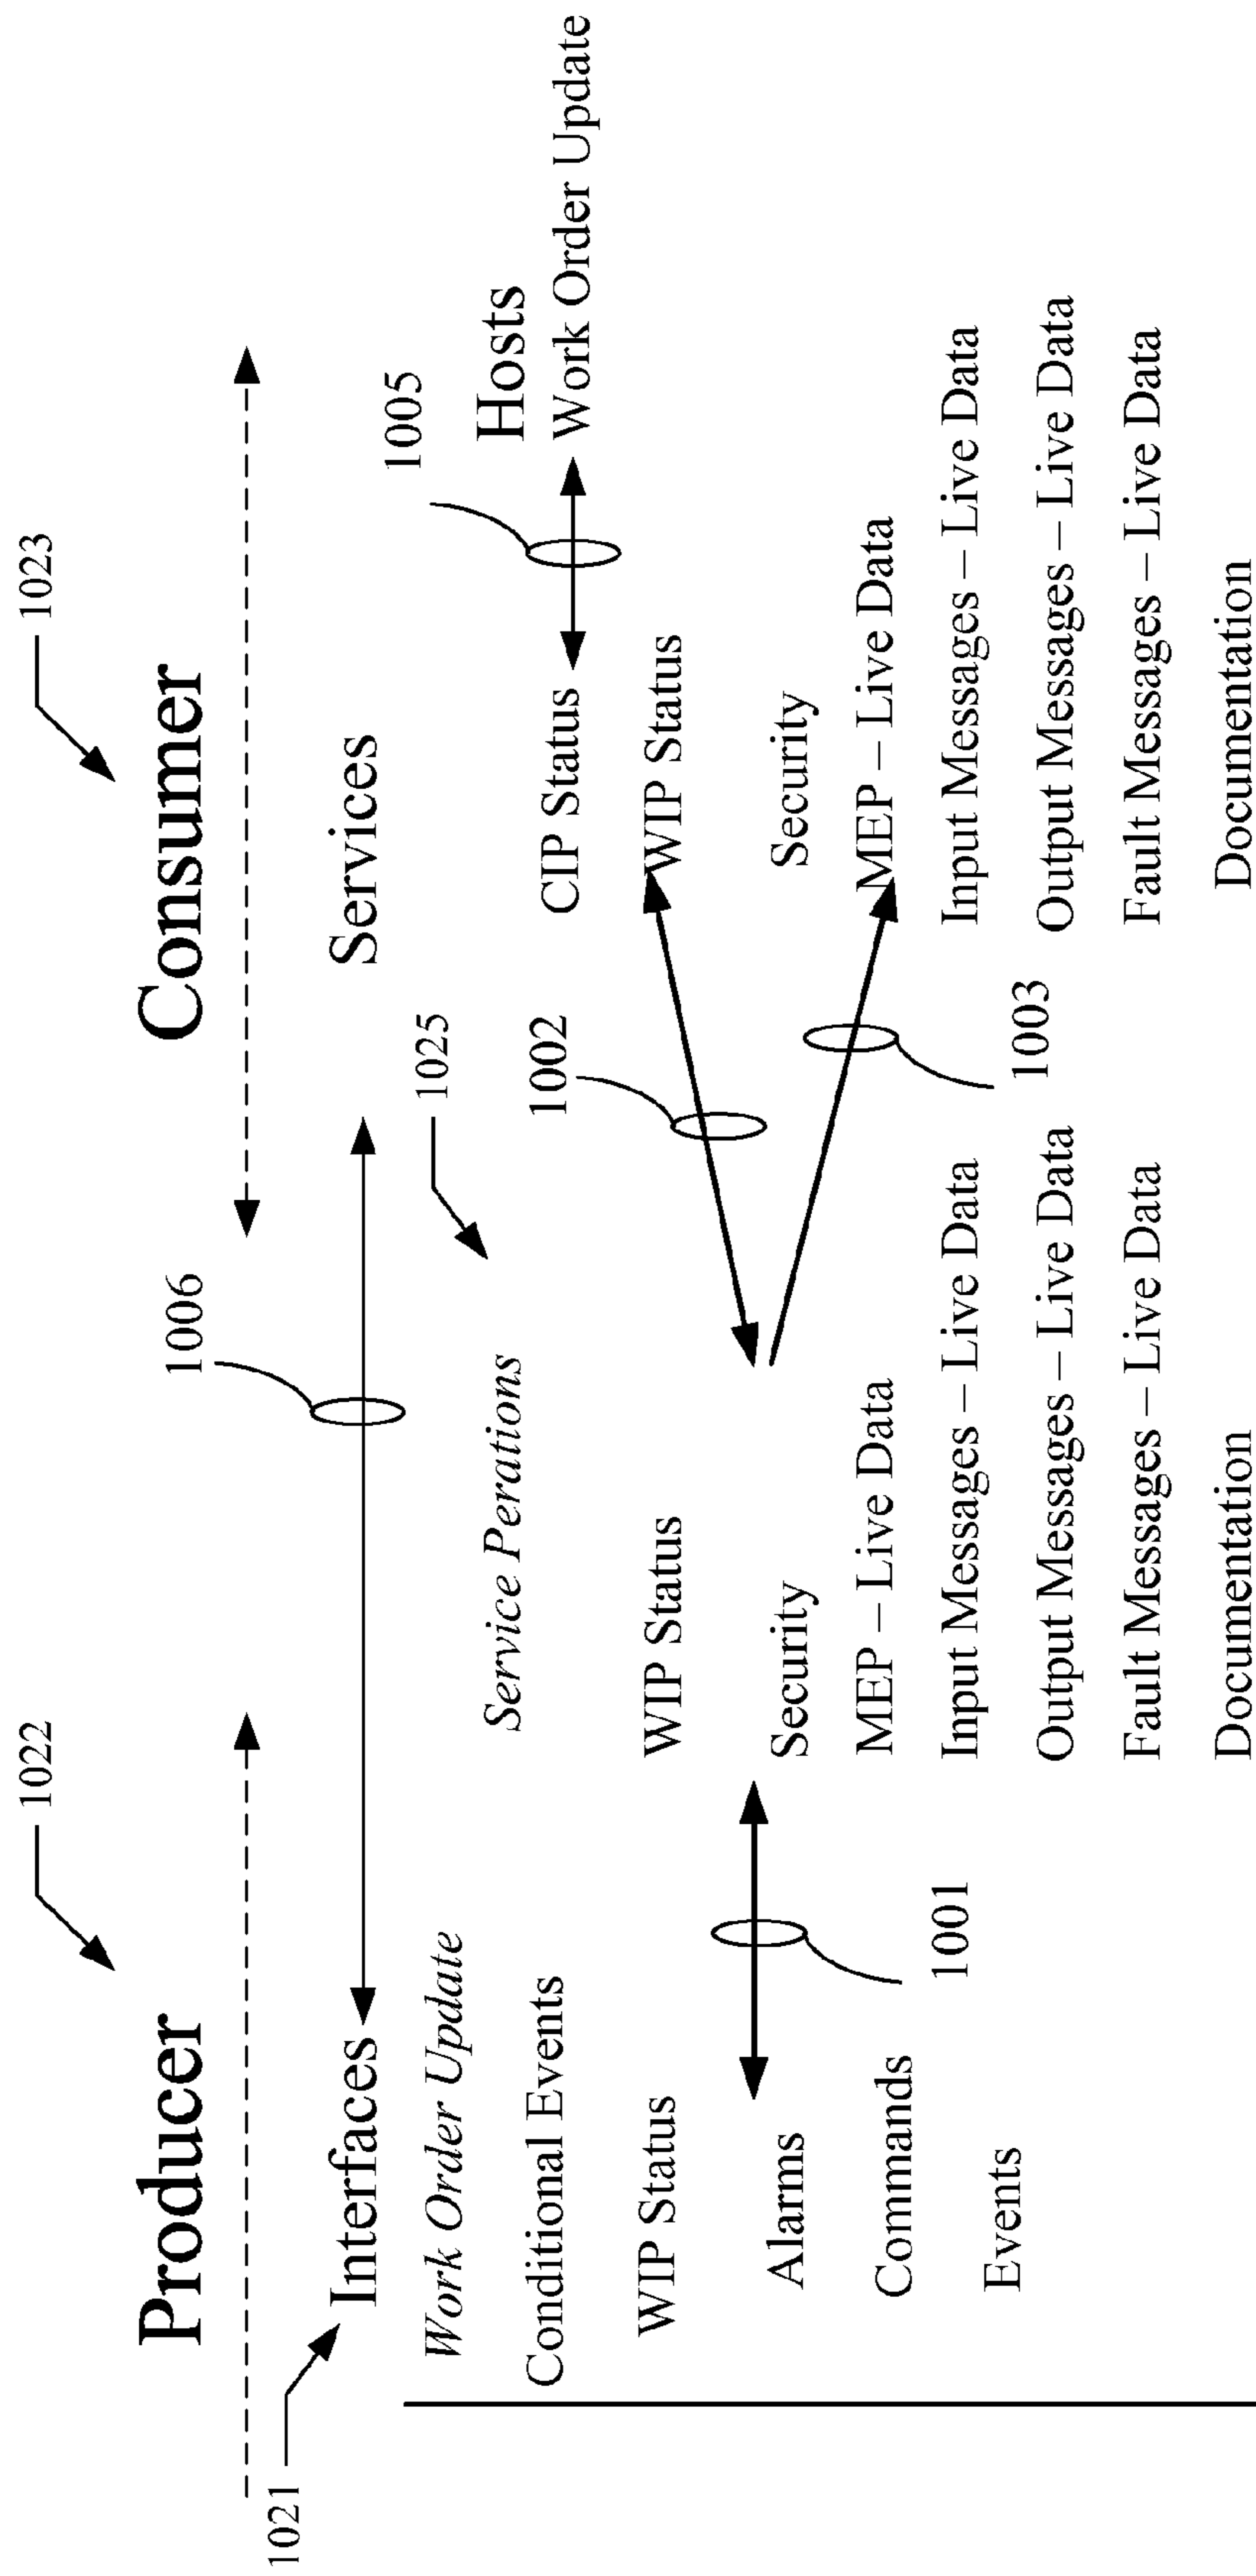 1022
1023
Producer
Consumer
1006
1021
Interfaces
Services
1025
1005
Work Order Update
Service Perations
Hosts
Conditional Events
1002
CIP Status
Work Order Update
WIP Status
WIP Status
WIP Status
Alarms
Security
Security
Commands
MEP – Live Data
MEP – Live Data
1001
Input Messages – Live Data
Input Messages – Live Data
Events
1003
Output Messages – Live Data
Output Messages – Live Data
Fault Messages – Live Data
Fault Messages – Live Data
Documentation
Documentation